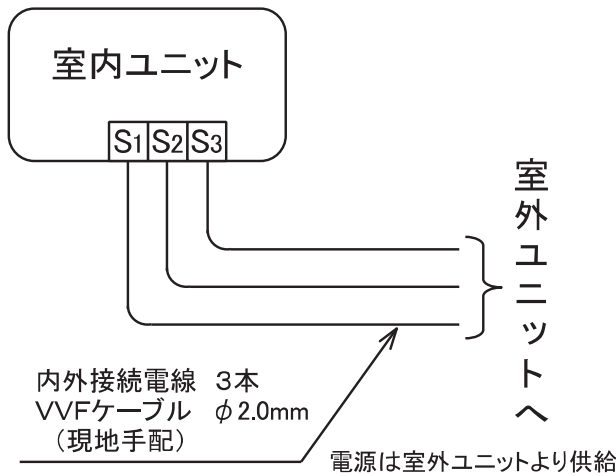 室内ユニット
S1 S2 S3
室外ユニットへ
内外接続電線 3本
VVFケーブル φ2.0mm
(現地手配)
電源は室外ユニットより供給